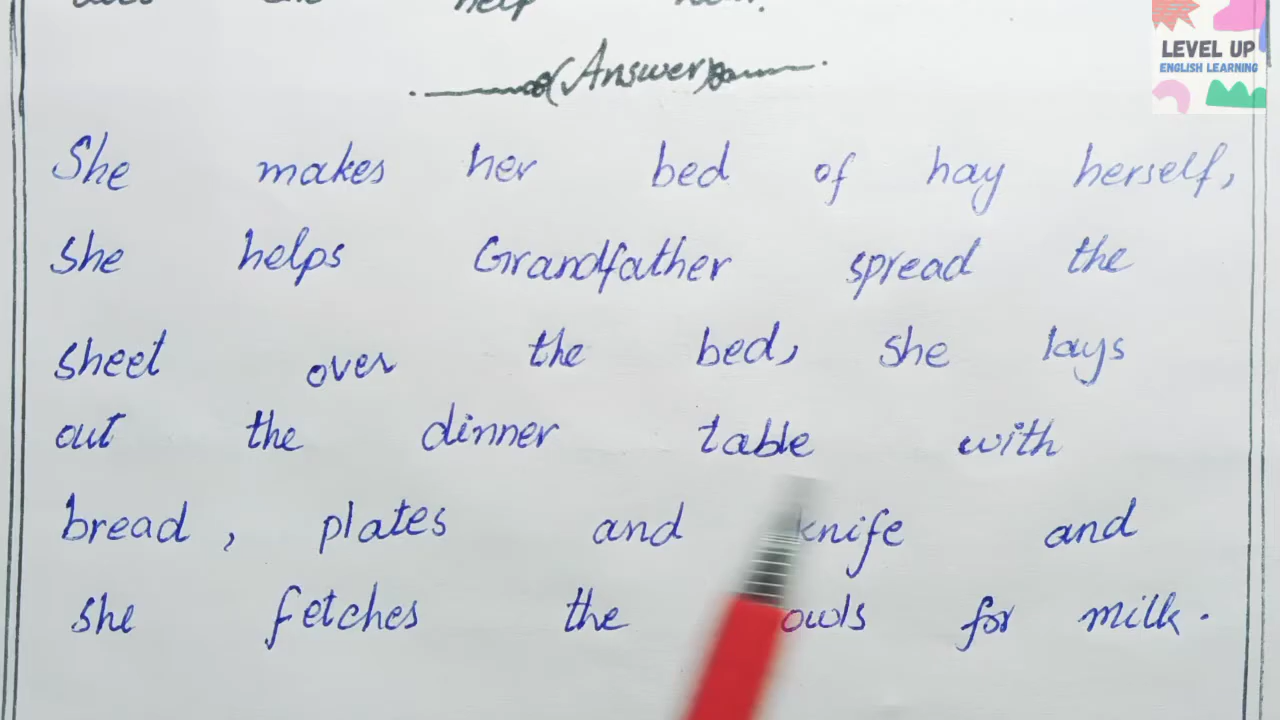 help
LEVEL UP
ENGLISH LEARNING
(Answer)
She makes her bed of hay herself,
She helps Grandfather spread the
sheet over the bed, she lays
out the dinner table with
bread, plates and knife and
she fetches the owls for milk.